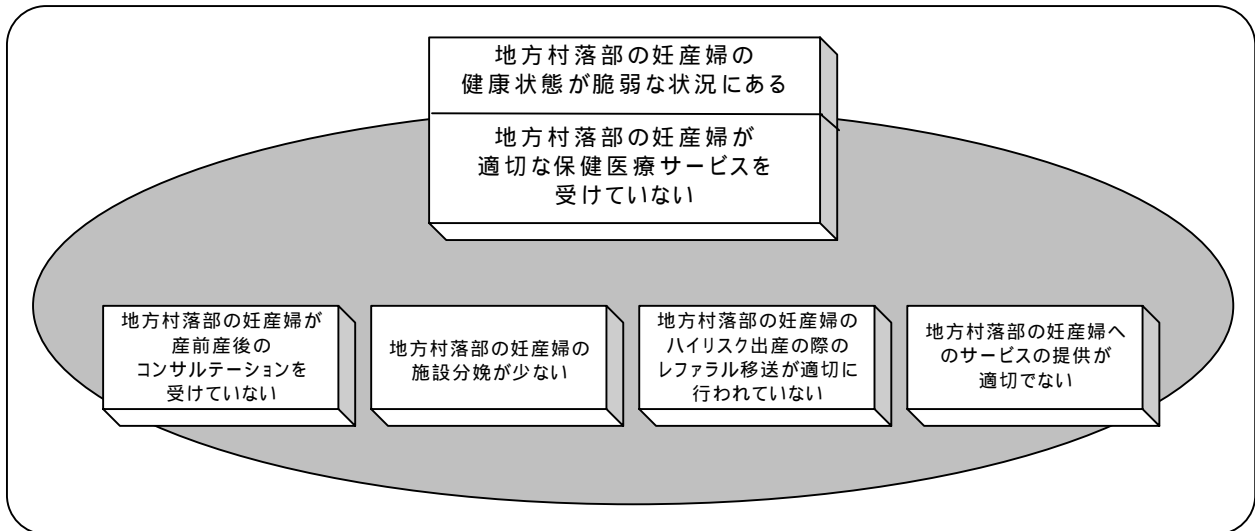 地方村落部の妊産婦の
健康状態が脆弱な状況にある
地方村落部の妊産婦が
適切な保健医療サービスを
受けていない
地方村落部の妊産婦が
産前産後の
コンサルテーションを
受けていない
地方村落部の妊産婦の
施設分娩が少ない
地方村落部の妊産婦の
ハイリスク出産の際の
レファラル移送が適切に
行われていない
地方村落部の妊産婦へ
のサービスの提供が
適切でない